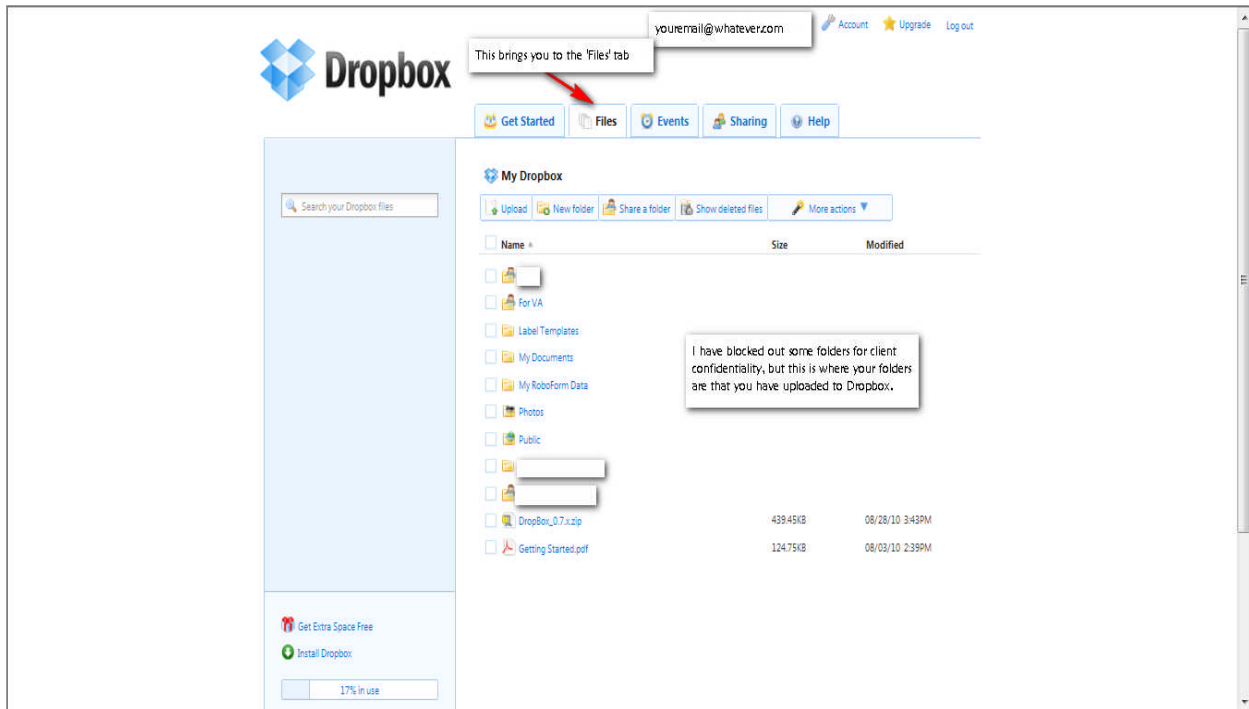 youremail@whatever.com
Account Upgrade Log out
This brings you to the 'Files' tab
Dropbox
Get Started Files Events Sharing Help
My Dropbox
Search your Dropbox files
Upload New folder Share a folder Show deleted files More actions
Name Size Modified
For VA
Label Templates
My Documents
My RoboForm Data
Photos
Public
I have blocked out some folders for client
confidentiality, but this is where your folders
are that you have uploaded to Dropbox.
DropBox_0.7.x.zip 439.45KB 08/28/10 3:43PM
Getting Started.pdf 124.75KB 08/03/10 2:39PM
Get Extra Space Free
Install Dropbox
17% in use